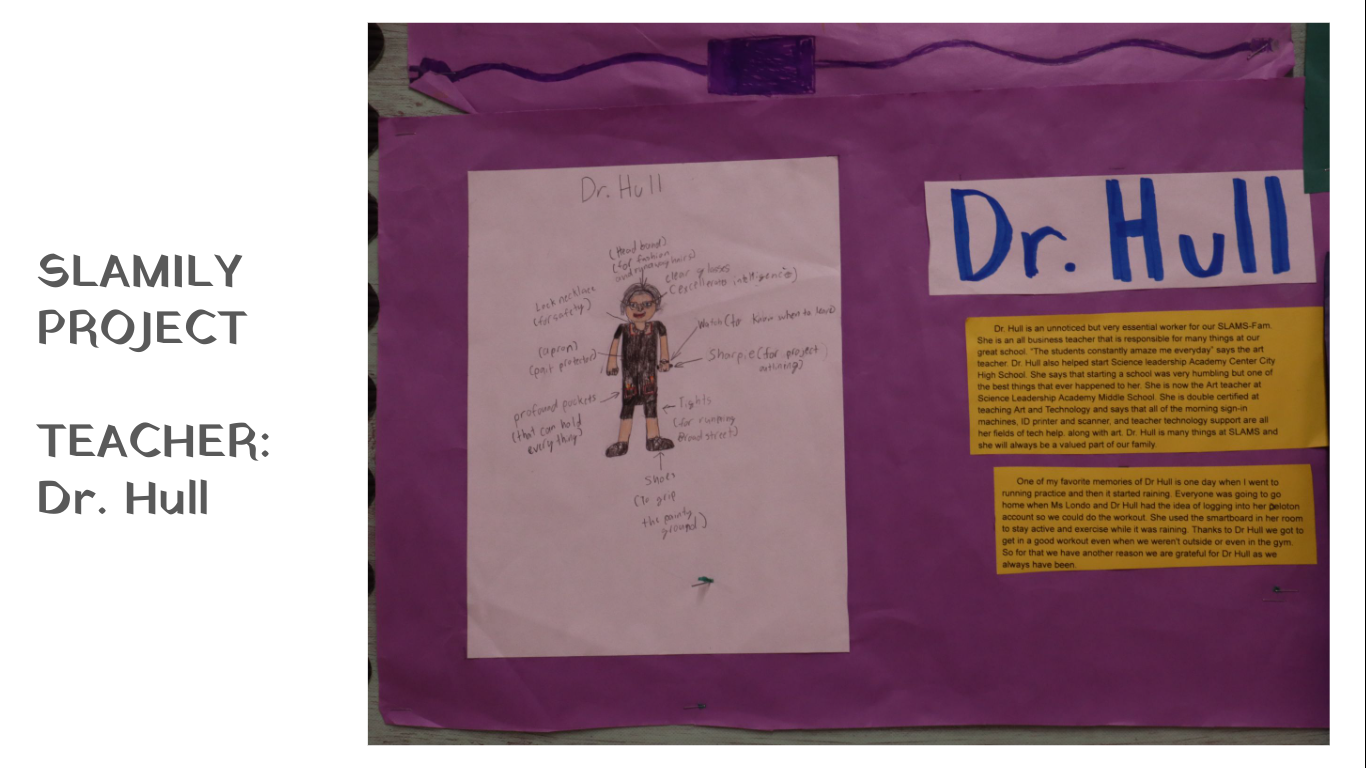 SLAMILY
PROJECT
TEACHER:
Dr. Hull
Dr. Hull
(Head band)
(for fashion
and runaway hairs)
clear glasses
(excellerated intelligence)
Lock necklace
(for safety)
Watch (to know when to leave)
(apron)
(paint protector)
Sharpie (for project
outlining)
profound pockets
(that can hold
everything)
Tights
(for running
Broad street)
Shoes
(to grip
the painty
ground)
Dr. Hull
Dr. Hull is an unnoticed but very essential worker for our SLAMS-Fam.
She is an all business teacher that is responsible for many things at our
great school. "The students constantly amaze me everyday" says the art
teacher. Dr. Hull also helped start Science leadership Academy Center City
High School. She says that starting a school was very humbling but one of
the best things that ever happened to her. She is now the Art teacher at
Science Leadership Academy Middle School. She is double certified at
teaching Art and Technology and says that all of the morning sign-in
machines, ID printer and scanner, and teacher technology support are all
her fields of tech help. along with art. Dr. Hull is many things at SLAMS and
she will always be a valued part of our family.
One of my favorite memories of Dr Hull is one day when I went to
running practice and then it started raining. Everyone was going to go
home when Ms Londo and Dr Hull had the idea of logging into her peloton
account so we could do the workout. She used the smartboard in her room
to stay active and exercise while it was raining. Thanks to Dr Hull we got to
get in a good workout even when we weren't outside or even in the gym.
So for that we have another reason we are grateful for Dr Hull as we
always have been.